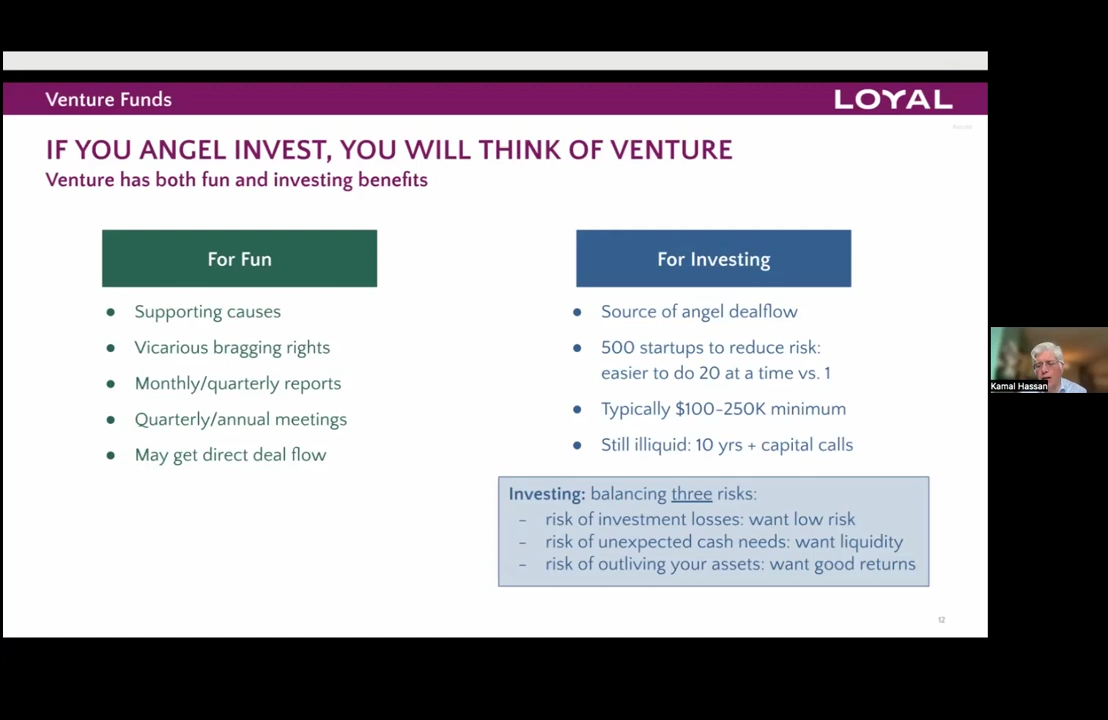 Venture Funds
LOYAL
IF YOU ANGEL INVEST, YOU WILL THINK OF VENTURE
Venture has both fun and investing benefits
For Fun
● Supporting causes
● Vicarious bragging rights
● Monthly/quarterly reports
● Quarterly/annual meetings
● May get direct deal flow
For Investing
● Source of angel dealflow
● 500 startups to reduce risk:
easier to do 20 at a time vs. 1
● Typically $100-250K minimum
● Still illiquid: 10 yrs + capital calls
Investing: balancing three risks:
- risk of investment losses: want low risk
- risk of unexpected cash needs: want liquidity
- risk of outliving your assets: want good returns
12
Kamal Hassan